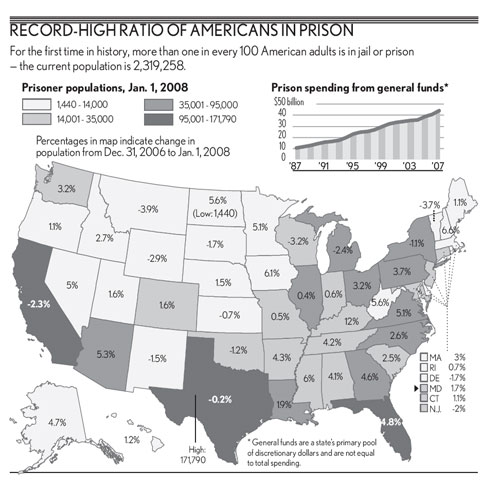 RECORD-HIGH RATIO OF AMERICANS IN PRISON
For the first time in history, more than one in every 100 American adults is in jail or prison
– the current population is 2,319,258.
Prisoner populations, Jan. 1, 2008
1,440 - 14,000
35,001 - 95,000
14,001 - 35,000
95,001 - 171,790
Percentages in map indicate change in
population from Dec. 31, 2006 to Jan. 1, 2008
Prison spending from general funds*
$50 billion
40
30
20
10
0
'87
'91
'95
'99
'03
'07
3.2%
-3.9%
5.6%
(Low: 1,440)
5.1%
-3.7%
1.1%
6.6%
1.1%
2.7%
-2.9%
-1.7%
-3.2%
-2.4%
-1.1%
-2.3%
5%
1.6%
1.6%
1.5%
6.1%
0.4%
0.6%
3.2%
3.7%
5.6%
5.1%
-0.7%
0.5%
12%
2.6%
5.3%
-1.5%
-1.2%
4.3%
4.2%
2.5%
-0.2%
1.9%
6%
4.1%
4.6%
4.8%
4.7%
1.2%
High:
171,790
MA 3%
RI 0.7%
DE -1.7%
MD 1.7%
CT 1.1%
N.J. -2%
* General funds are a state's primary pool
of discretionary dollars and are not equal
to total spending.